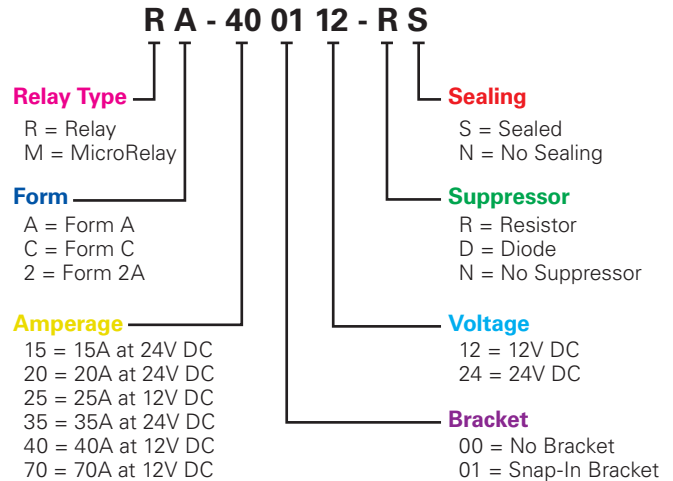 R A - 40 01 12 - R S
Relay Type
R = Relay
M = MicroRelay
Form
A = Form A
C = Form C
2 = Form 2A
Amperage
15 = 15A at 24V DC
20 = 20A at 24V DC
25 = 25A at 12V DC
35 = 35A at 24V DC
40 = 40A at 12V DC
70 = 70A at 12V DC
Sealing
S = Sealed
N = No Sealing
Suppressor
R = Resistor
D = Diode
N = No Suppressor
Voltage
12 = 12V DC
24 = 24V DC
Bracket
00 = No Bracket
01 = Snap-In Bracket